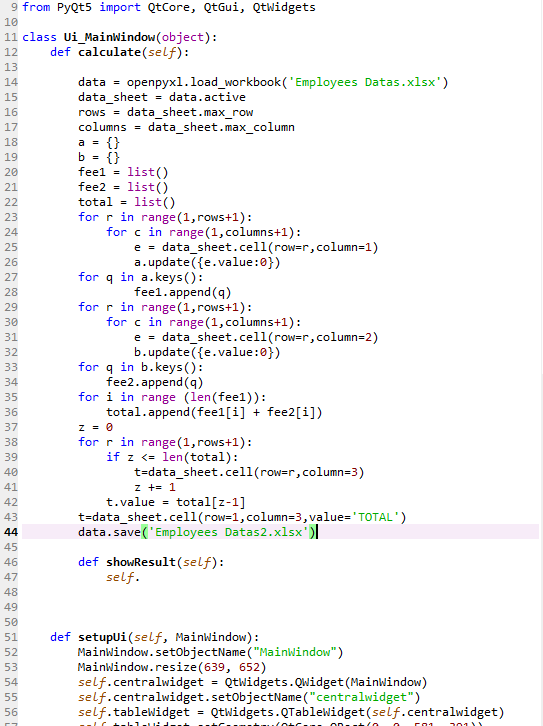 9 from PyQt5 import QtCore, QtGui, QtWidgets
10
11 class Ui_MainWindow(object):
12     def calculate(self):
13
14         data = openpyxl.load_workbook('Employees Datas.xlsx')
15         data_sheet = data.active
16         rows = data_sheet.max_row
17         columns = data_sheet.max_column
18         a = {}
19         b = {}
20         fee1 = list()
21         fee2 = list()
22         total = list()
23         for r in range(1,rows+1):
24             for c in range(1,columns+1):
25                 e = data_sheet.cell(row=r,column=1)
26                 a.update({e.value:0})
27         for q in a.keys():
28                 fee1.append(q)
29         for r in range(1,rows+1):
30             for c in range(1,columns+1):
31                 e = data_sheet.cell(row=r,column=2)
32                 b.update({e.value:0})
33         for q in b.keys():
34             fee2.append(q)
35         for i in range (len(fee1)):
36             total.append(fee1[i] + fee2[i])
37         z = 0
38         for r in range(1,rows+1):
39             if z <= len(total):
40                 t=data_sheet.cell(row=r,column=3)
41                 z += 1
42             t.value = total[z-1]
43         t=data_sheet.cell(row=1,column=3,value='TOTAL')
44         data.save('Employees Datas2.xlsx')
45
46         def showResult(self):
47             self.
48
49
50
51     def setupUi(self, MainWindow):
52         MainWindow.setObjectName("MainWindow")
53         MainWindow.resize(639, 652)
54         self.centralwidget = QtWidgets.QWidget(MainWindow)
55         self.centralwidget.setObjectName("centralwidget")
56         self.tableWidget = QtWidgets.QTableWidget(self.centralwidget)